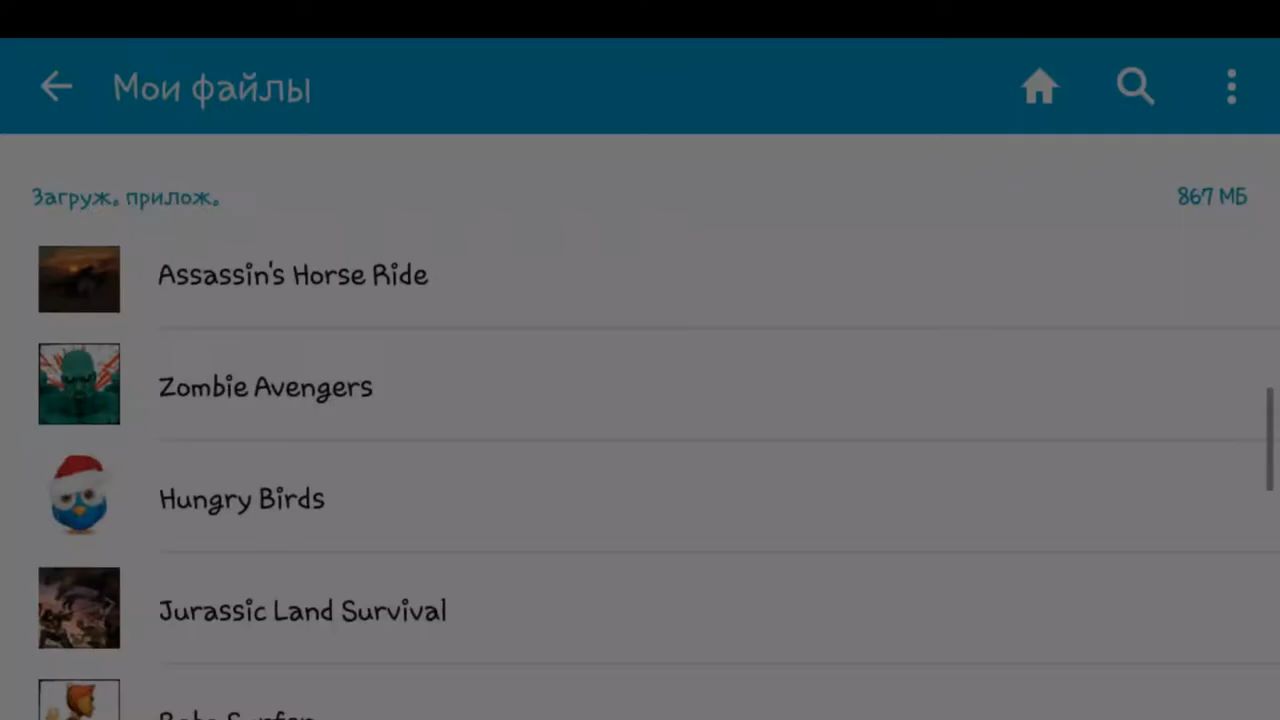 Мои файлы
Загруж. прилож.
867 МБ
Assassin's Horse Ride
Zombie Avengers
Hungry Birds
Jurassic Land Survival